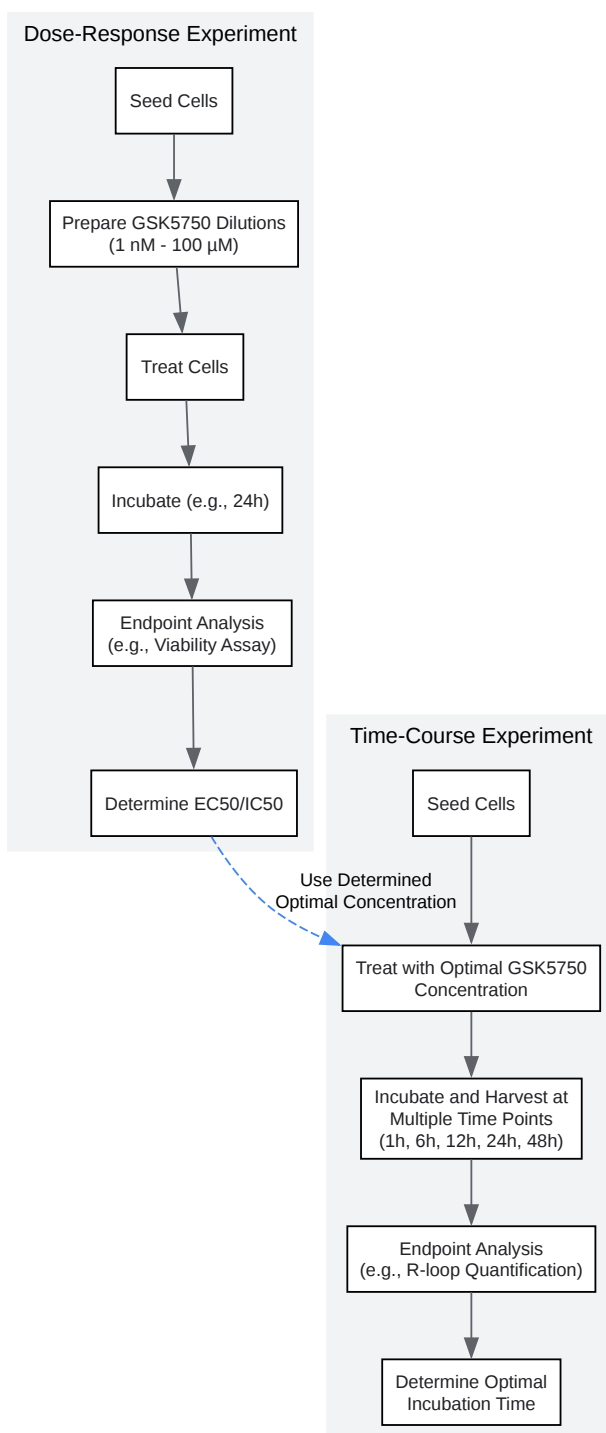 Dose-Response Experiment
Seed Cells
Prepare GSK5750 Dilutions
(1 nM - 100 µM)
Treat Cells
Incubate (e.g., 24h)
Endpoint Analysis
(e.g., Viability Assay)
Determine EC50/IC50
Use Determined
Optimal Concentration
Time-Course Experiment
Seed Cells
Treat with Optimal GSK5750
Concentration
Incubate and Harvest at
Multiple Time Points
(1h, 6h, 12h, 24h, 48h)
Endpoint Analysis
(e.g., R-loop Quantification)
Determine Optimal
Incubation Time